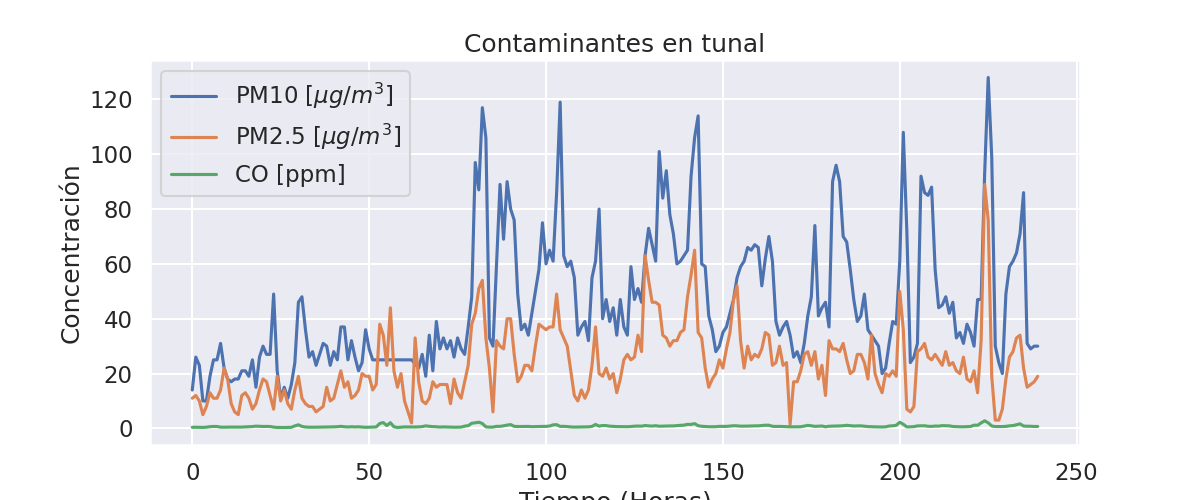 Contaminantes en tunal
PM10 [μg/m³]
PM2.5 [μg/m³]
CO [ppm]
Concentración
120
100
80
60
40
20
0
0 50 100 150 200 250
Tiempo (Horas)